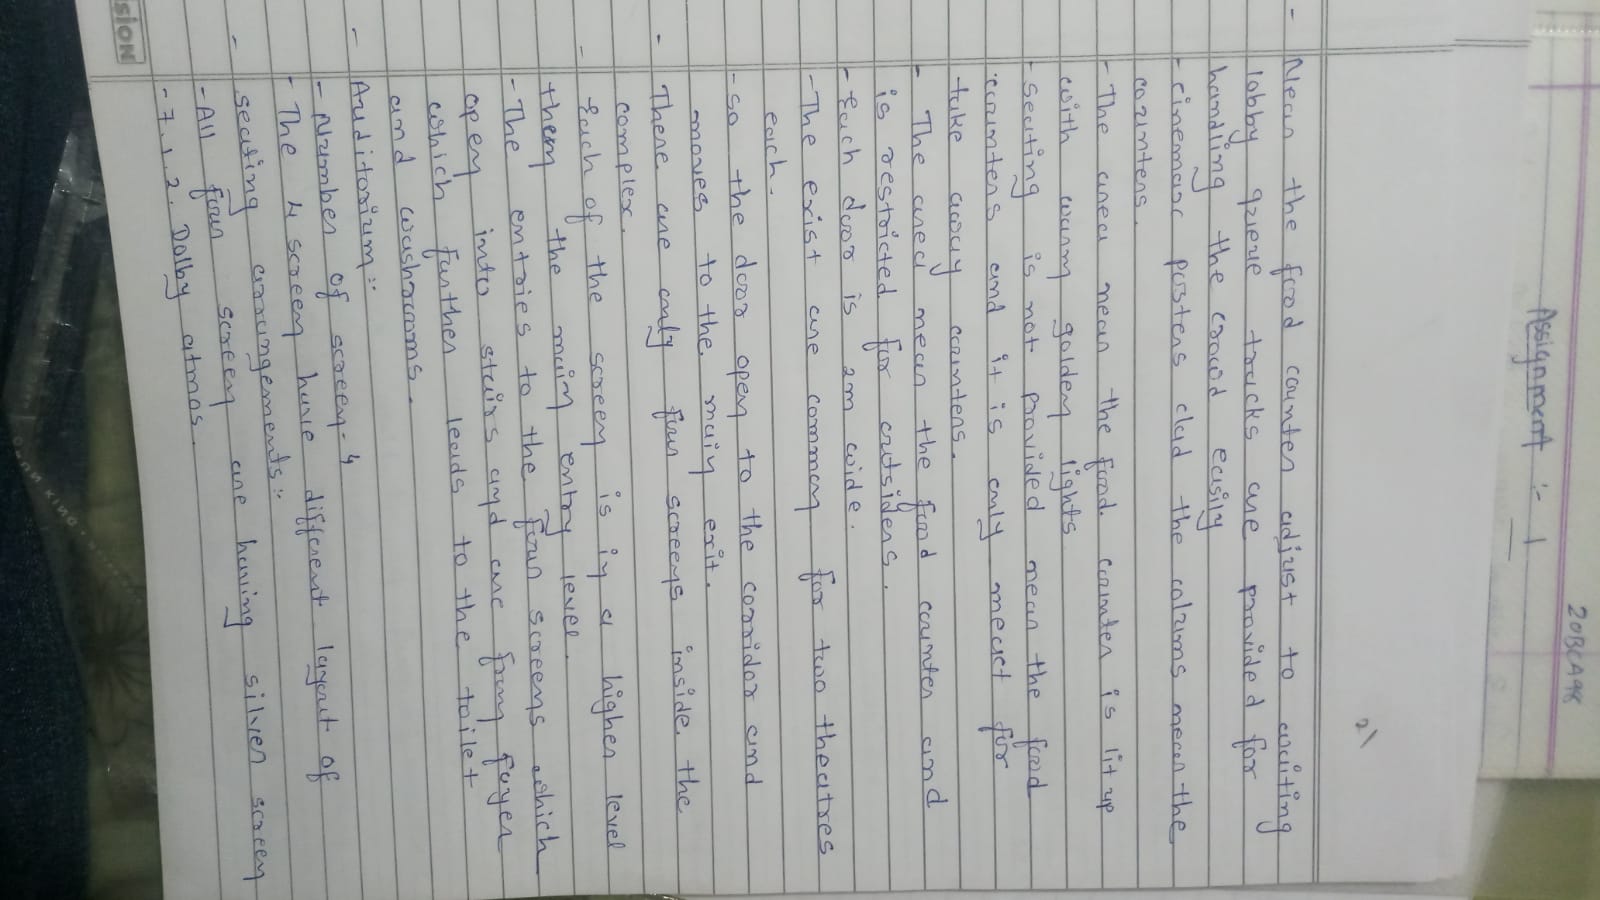 20BCA98
Assignment :- 1
2\
- Near the food counter adjust to waiting
lobby queue tracks are provided for
handling the crowd easily
- cinemax posters clad the colums near the
counters.
- The area near the food counter is lit up
with warm golden lights
- Seating is not provided near the food
counters and it is only meact for
take away counters.
- The area near the food counter and
is restricted for outsiders.
- Each door is 2m wide.
- The exist are common for two theatres
each.
- so the door open to the corridor and
moves to the main exit.
- There are only four screens inside the
complex.
- Each of the screen is in a higher level
them the main entry level.
- The entries to the four screens which
open into stairs and are from foyer
which further leads to the toilet
and washrooms.
- Auditorium :-
- Number of screen - 4
- The 4 screen have different layout of
- seating arrangements :-
- All four screen are having silver screen
- 7.1.2. Dolby atmos.
SION